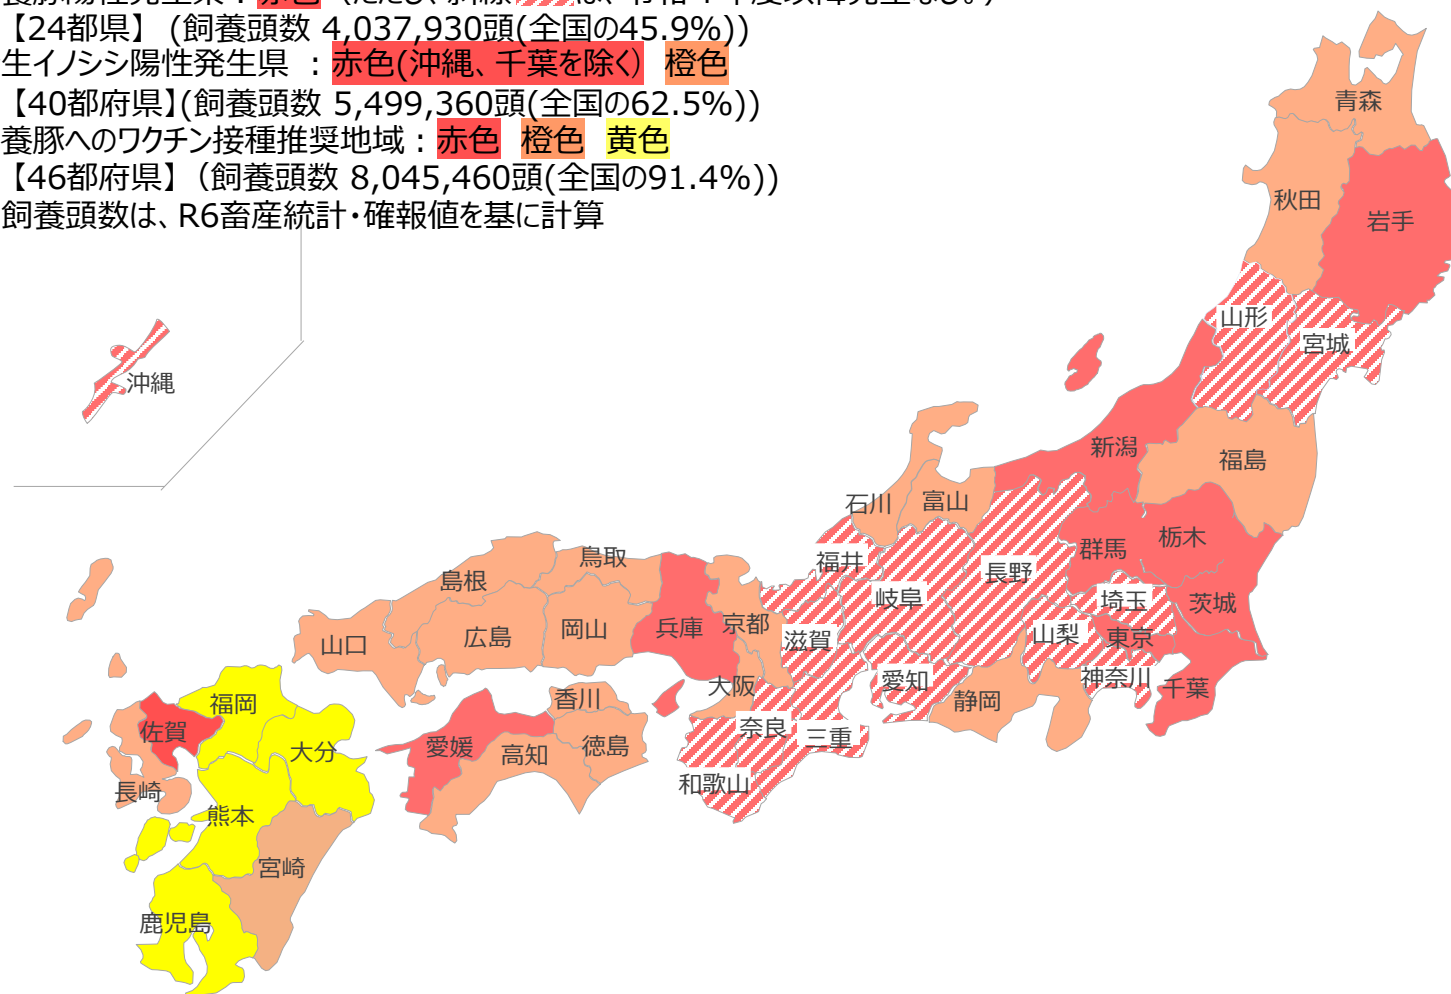 【24都県】 (飼養頭数 4,037,930頭(全国の45.9%))
生イノシシ陽性発生県 ：赤色(沖縄、千葉を除く) 橙色
【40都府県】(飼養頭数 5,499,360頭(全国の62.5%))
養豚へのワクチン接種推奨地域：赤色 橙色 黄色
【46都府県】（飼養頭数 8,045,460頭(全国の91.4%))
飼養頭数は、R6畜産統計・確報値を基に計算
青森
秋田
岩手
山形
宮城
沖縄
新潟
福島
石川
富山
群馬
栃木
鳥取
島根
福井
長野
岐阜
埼玉
茨城
山口
広島
岡山
兵庫
京都
滋賀
山梨
東京
大阪
愛知
神奈川
千葉
福岡
香川
静岡
佐賀
大分
愛媛
高知
徳島
奈良
三重
長崎
和歌山
熊本
宮崎
鹿児島